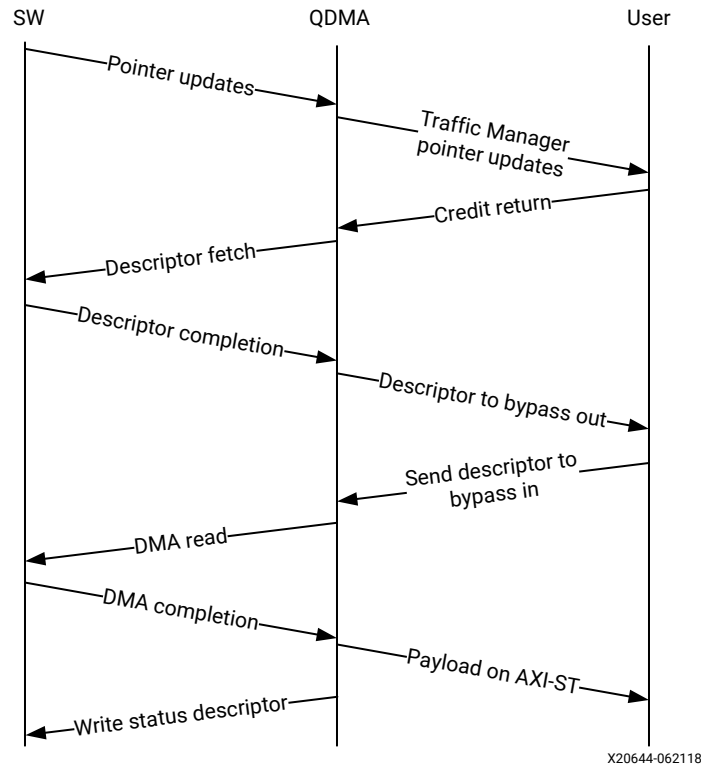 SW
QDMA
User
Pointer updates
Traffic Manager
pointer updates
Credit return
Descriptor fetch
Descriptor completion
Descriptor to bypass out
Send descriptor to
bypass in
DMA read
DMA completion
Payload on AXI-ST
Write status descriptor
X20644-062118